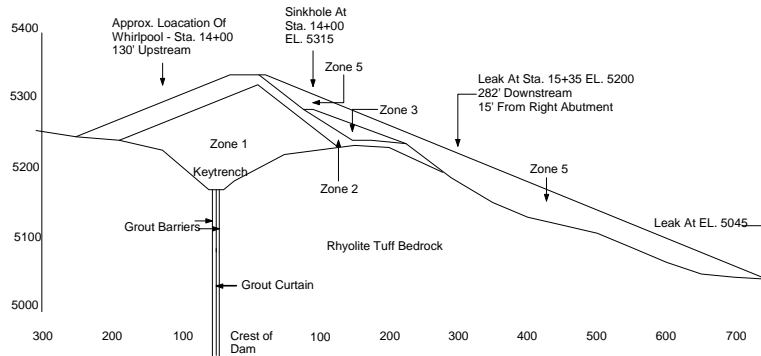 5400
Approx. Loacation Of
Whirlpool - Sta. 14+00
130' Upstream
Sinkhole At
Sta. 14+00
EL. 5315
Zone 5
Leak At Sta. 15+35 EL. 5200
282' Downstream
15' From Right Abutment
5300
Zone 3
Zone 1
5200
Keytrench
Zone 2
Zone 5
5100
Grout Barriers
Leak At EL. 5045
Rhyolite Tuff Bedrock
Grout Curtain
5000
300 200 100 Crest of 100 200 300 400 500 600 700
Dam